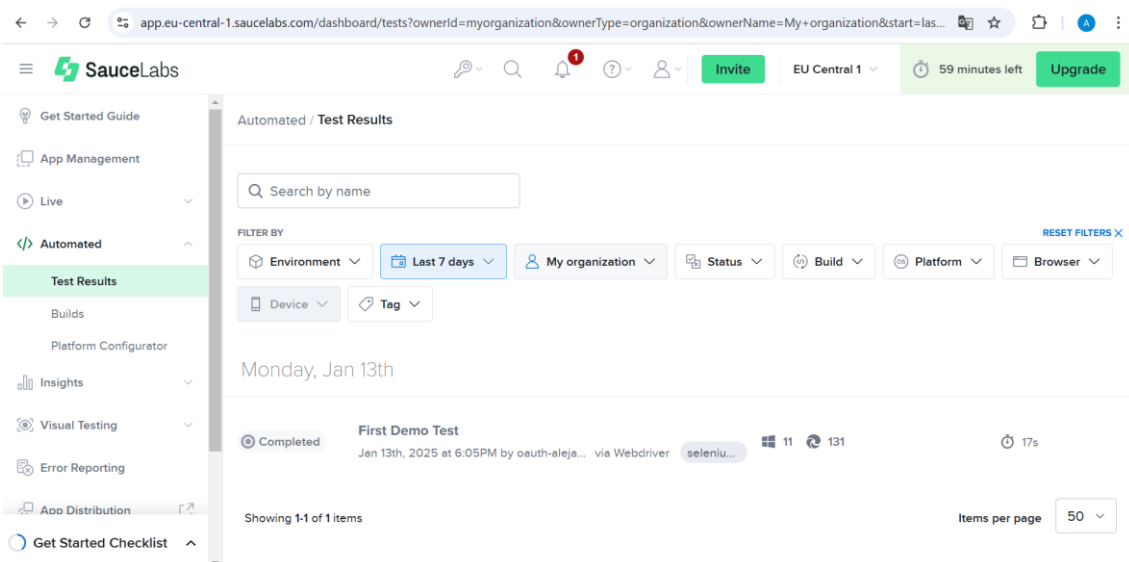 app.eu-central-1.saucelabs.com/dashboard/tests?ownerId=myorganization&ownerType=organization&ownerName=My+organization&start=las...
A
SauceLabs
1
Invite
EU Central 1
59 minutes left
Upgrade
Get Started Guide
App Management
Live
Automated
Test Results
Builds
Platform Configurator
Insights
Visual Testing
Error Reporting
App Distribution
Get Started Checklist
Automated / Test Results
Search by name
FILTER BY
RESET FILTERS
Environment
Last 7 days
My organization
Status
Build
Platform
Browser
Device
Tag
Monday, Jan 13th
Completed
First Demo Test
Jan 13th, 2025 at 6:05PM by oauth-aleja... via Webdriver
seleniu...
11
131
17s
Showing 1-1 of 1 items
Items per page
50